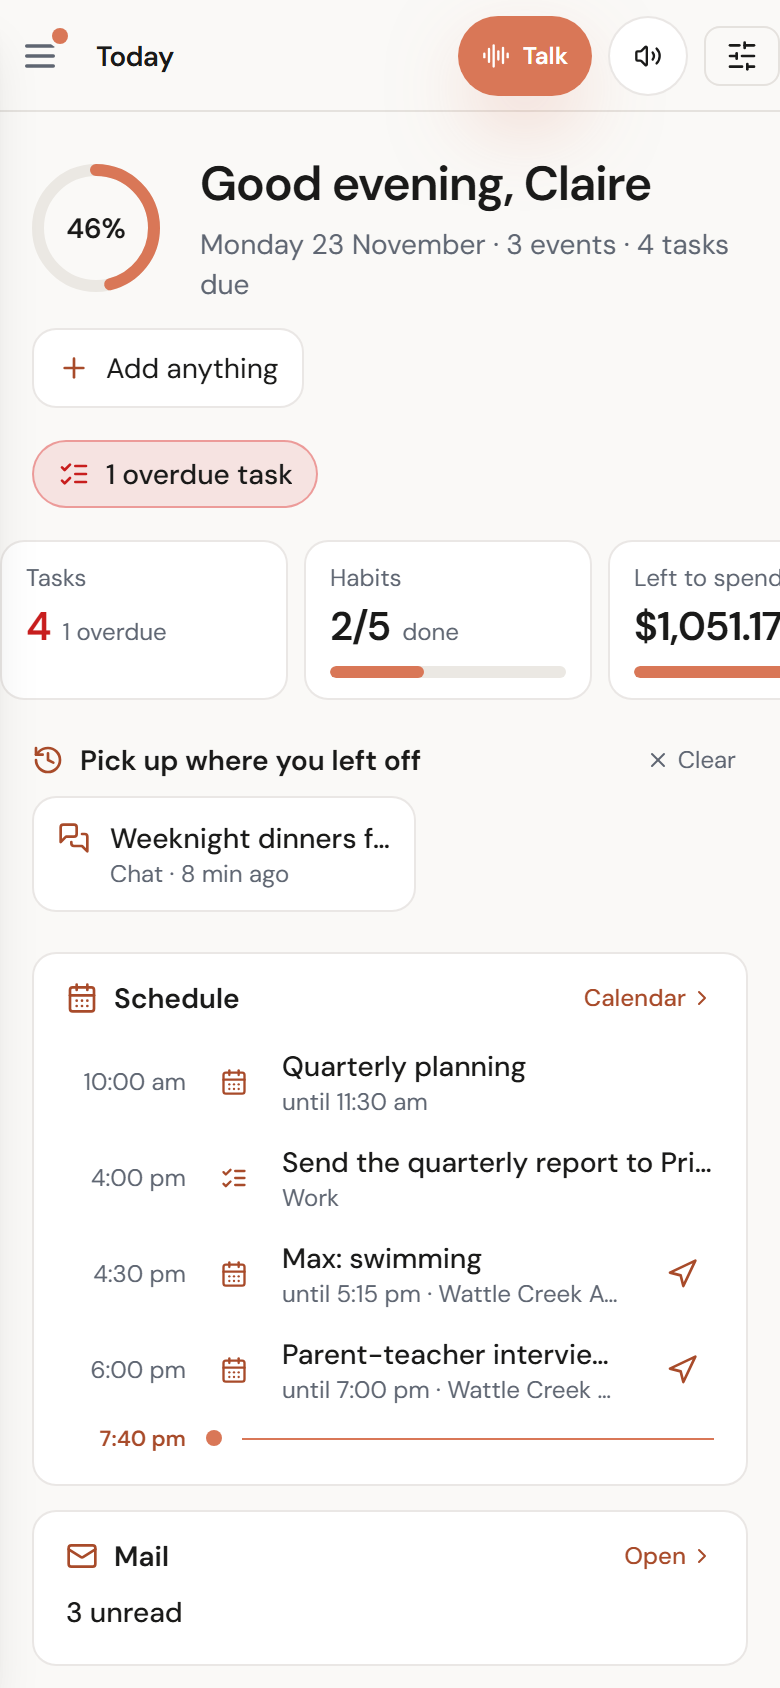 Today
Talk
46%
Good evening, Claire
Monday 23 November · 3 events · 4 tasks
due
Add anything
1 overdue task
Tasks
4 1 overdue
Habits
2/5 done
Left to spend
$1,051.17
Pick up where you left off
Clear
Weeknight dinners f...
Chat · 8 min ago
Schedule
Calendar
10:00 am
Quarterly planning
until 11:30 am
4:00 pm
Send the quarterly report to Pri...
Work
4:30 pm
Max: swimming
until 5:15 pm · Wattle Creek A...
6:00 pm
Parent-teacher intervie...
until 7:00 pm · Wattle Creek ...
7:40 pm
Mail
Open
3 unread